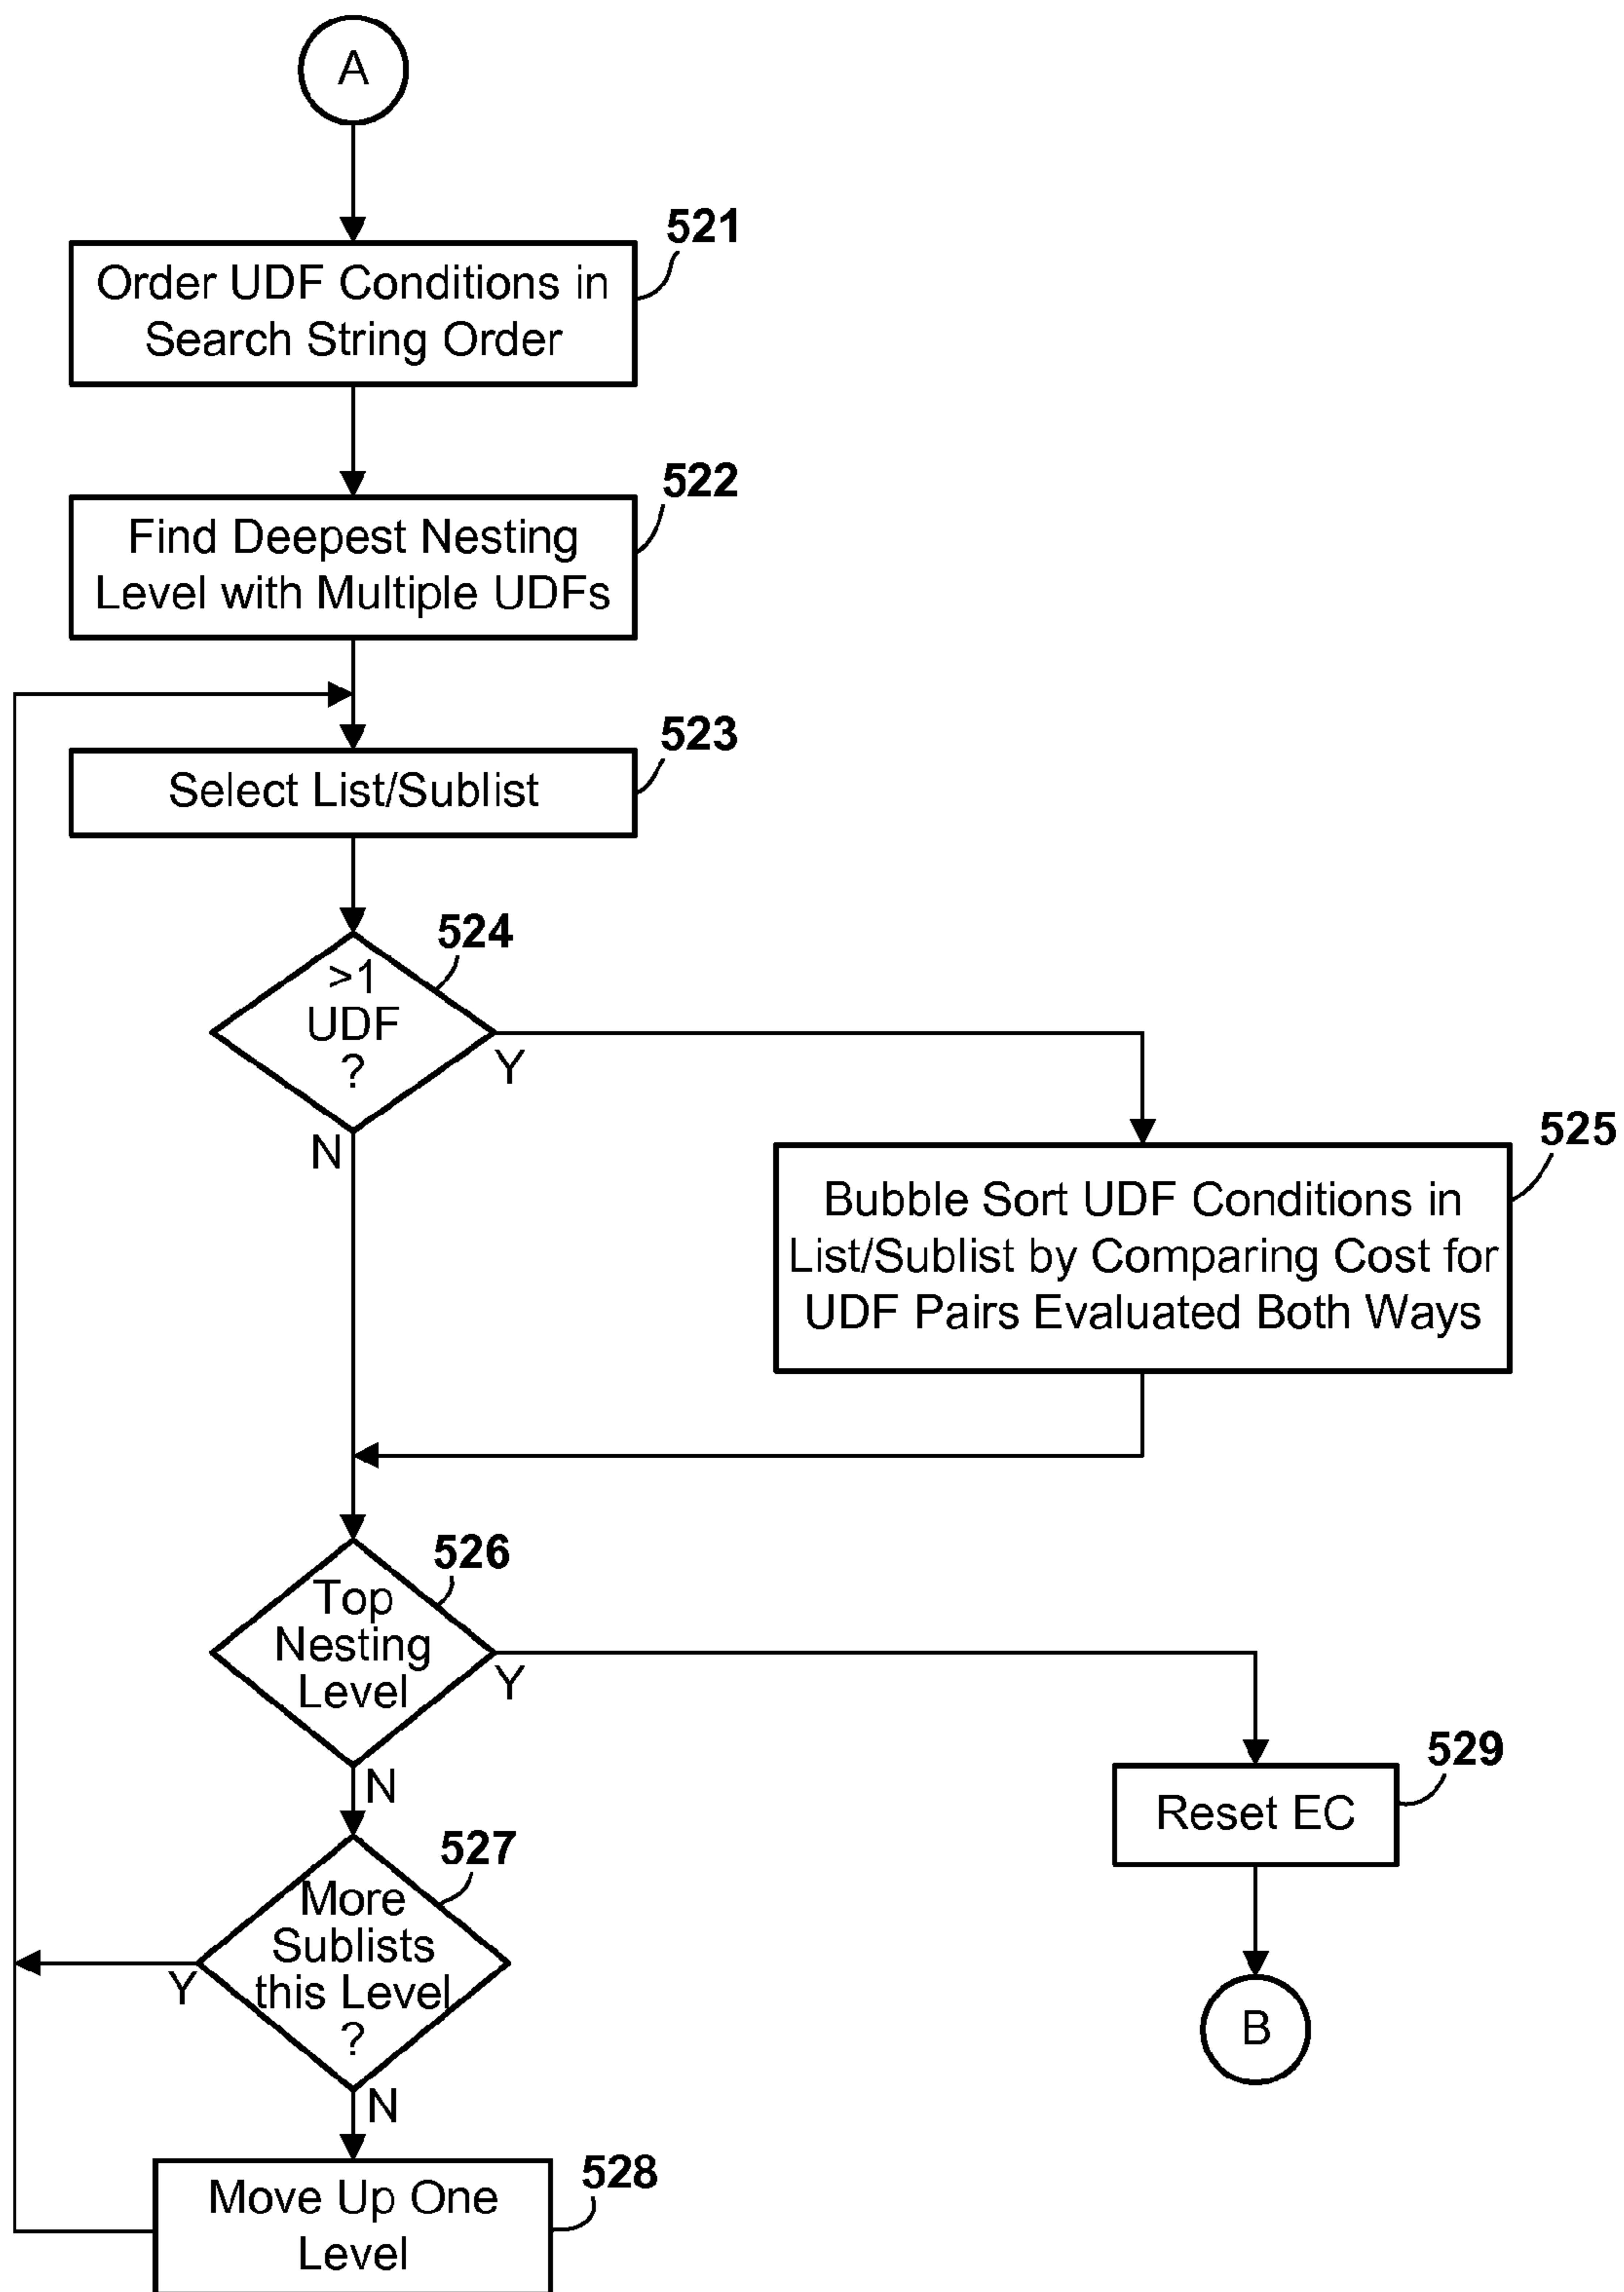 A
521
Order UDF Conditions in
Search String Order
522
Find Deepest Nesting
Level with Multiple UDFs
523
Select List/Sublist
524
>1
UDF
?
Y
N
525
Bubble Sort UDF Conditions in
List/Sublist by Comparing Cost for
UDF Pairs Evaluated Both Ways
526
Top
Nesting
Level
Y
N
529
Reset EC
527
More
Sublists
this Level
?
Y
N
B
528
Move Up One
Level